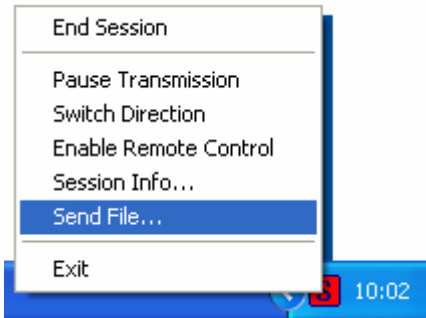 End Session
Pause Transmission
Switch Direction
Enable Remote Control
Session Info...
Send File...
Exit
S 10:02